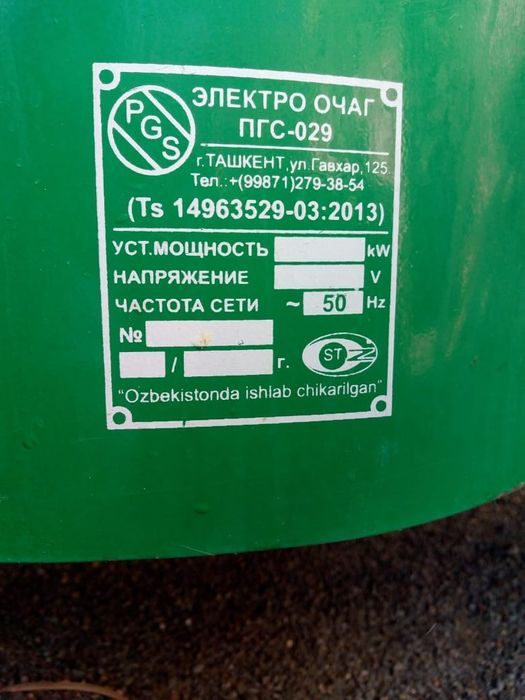 PGS
ЭЛЕКТРО ОЧАГ
ПГС-029
г.ТАШКЕНТ,ул.Гавхар,125.
Тел.:+(99871)279-38-54
(Ts 14963529-03:2013)
УСТ.МОЩНОСТЬ kW
НАПРЯЖЕНИЕ V
ЧАСТОТА СЕТИ ~ 50 Hz
№
/ г. ST
"Ozbekistonda ishlab chikarilgan"